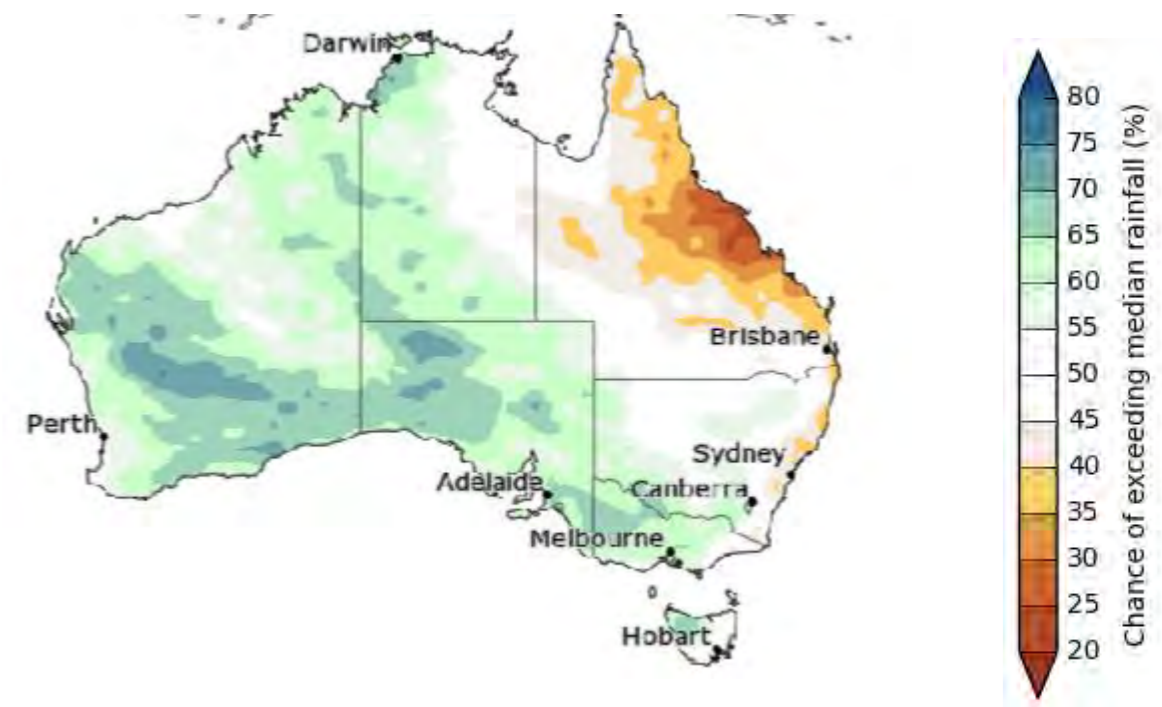 Darwin
Brisbane
Perth
Sydney
Adelaide
Canberra
Melbourne
Hobart
80
75
70
65
60
55
50
45
40
35
30
25
20
Chance of exceeding median rainfall (%)